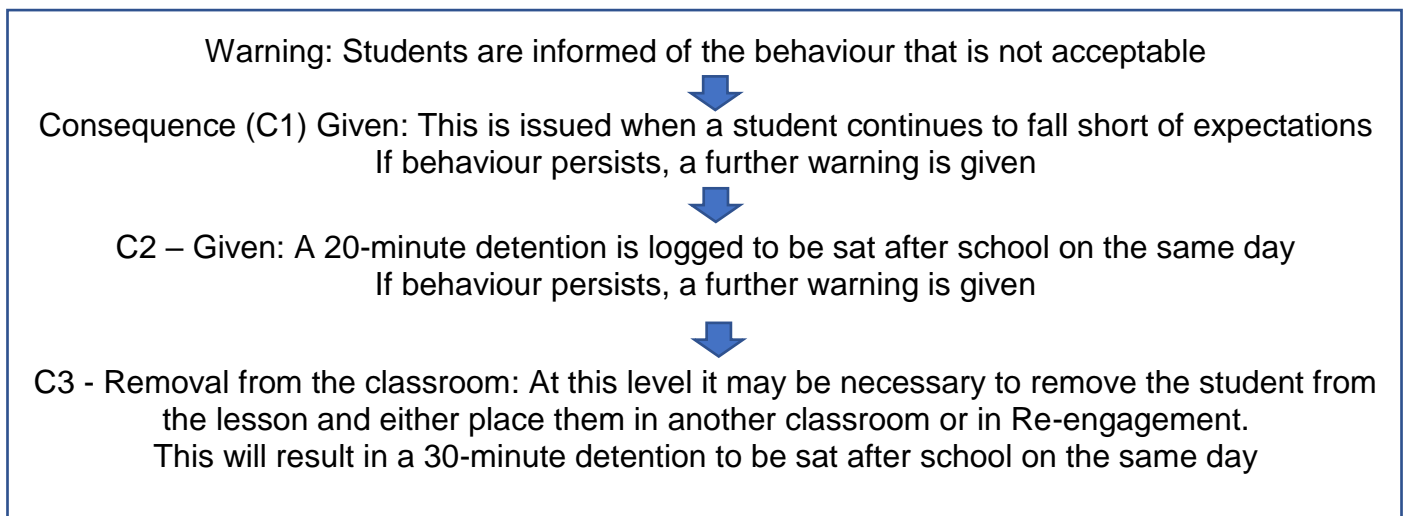 Warning: Students are informed of the behaviour that is not acceptable
Consequence (C1) Given: This is issued when a student continues to fall short of expectations
If behaviour persists, a further warning is given
C2 – Given: A 20-minute detention is logged to be sat after school on the same day
If behaviour persists, a further warning is given
C3 - Removal from the classroom: At this level it may be necessary to remove the student from
the lesson and either place them in another classroom or in Re-engagement.
This will result in a 30-minute detention to be sat after school on the same day